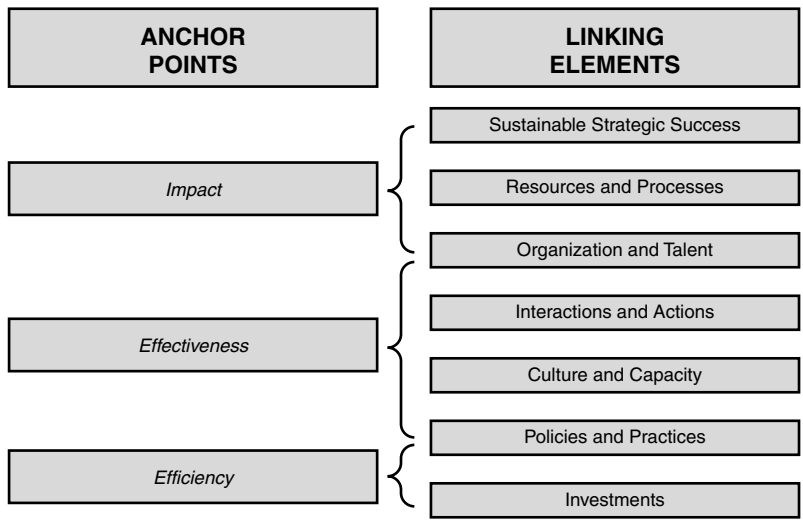 ANCHOR
POINTS
LINKING
ELEMENTS
Sustainable Strategic Success
Impact
Resources and Processes
Organization and Talent
Interactions and Actions
Effectiveness
Culture and Capacity
Policies and Practices
Efficiency
Investments